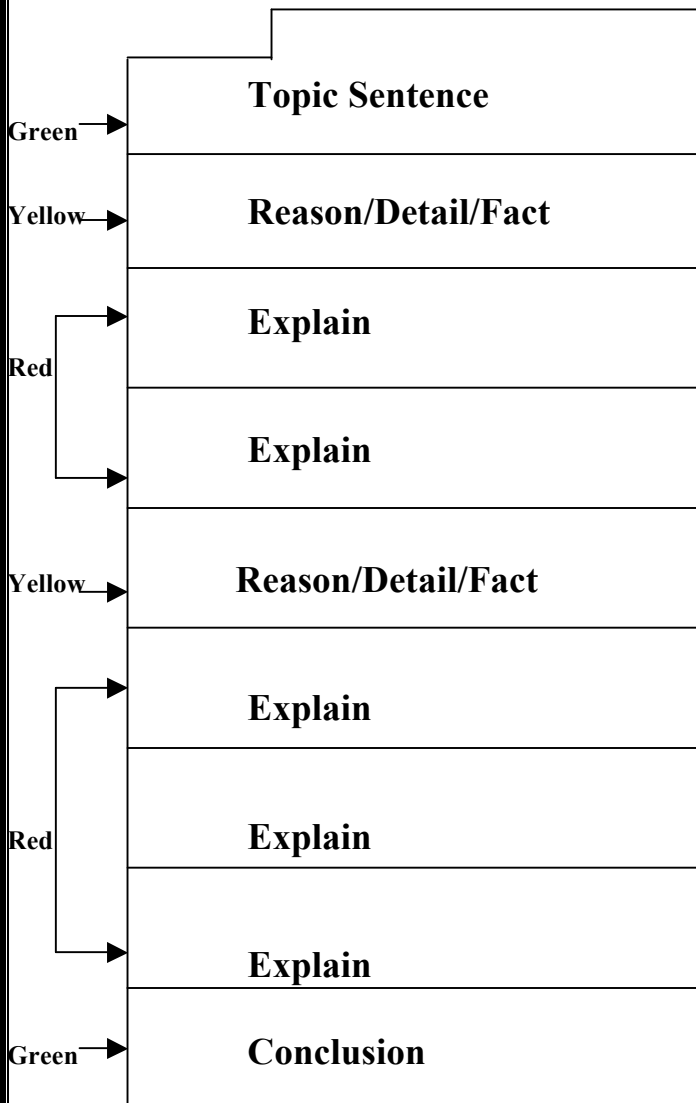 Topic Sentence
Green
Yellow
Reason/Detail/Fact
Explain
Red
Explain
Yellow
Reason/Detail/Fact
Explain
Explain
Red
Explain
Conclusion
Green